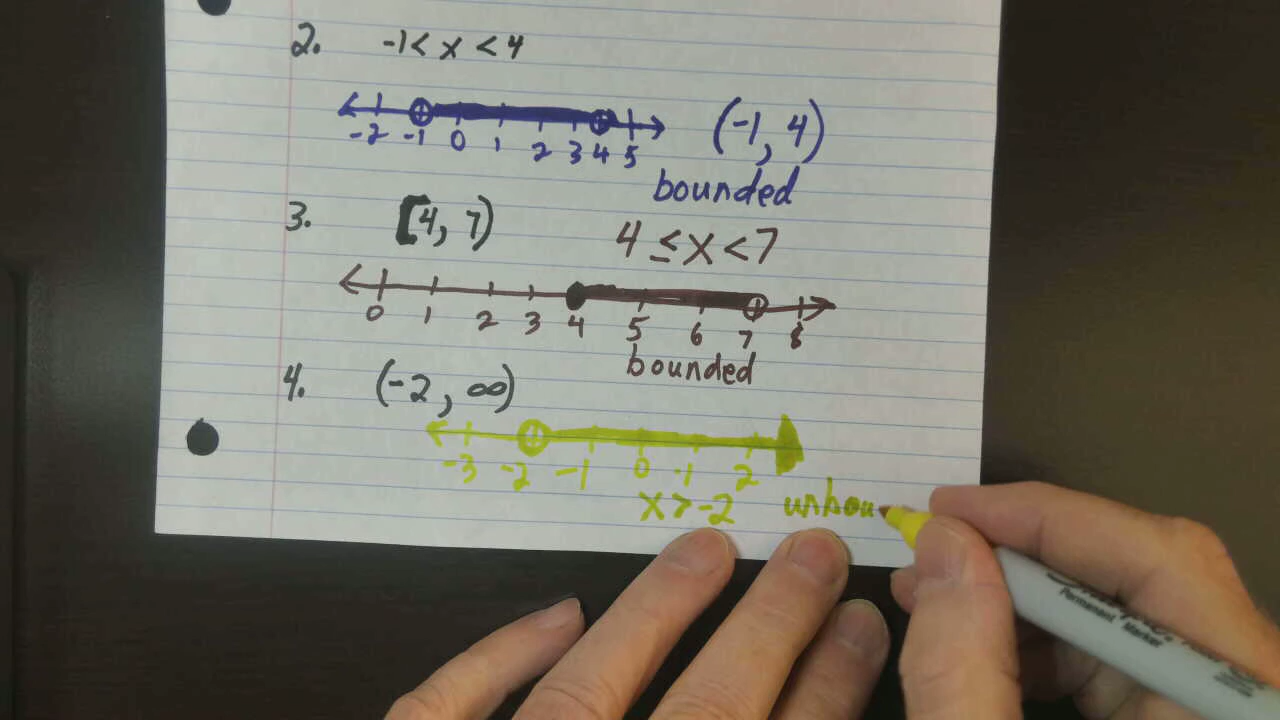 2. -1 < x < 4
-2 -1 0 1 2 3 4 5
(-1, 4)
bounded
3. [4, 7)
4 ≤ x < 7
0 1 2 3 4 5 6 7 8
bounded
4. (-2, ∞)
-3 -2 -1 0 -1 2
x > -2 unbou
Permanent Marker